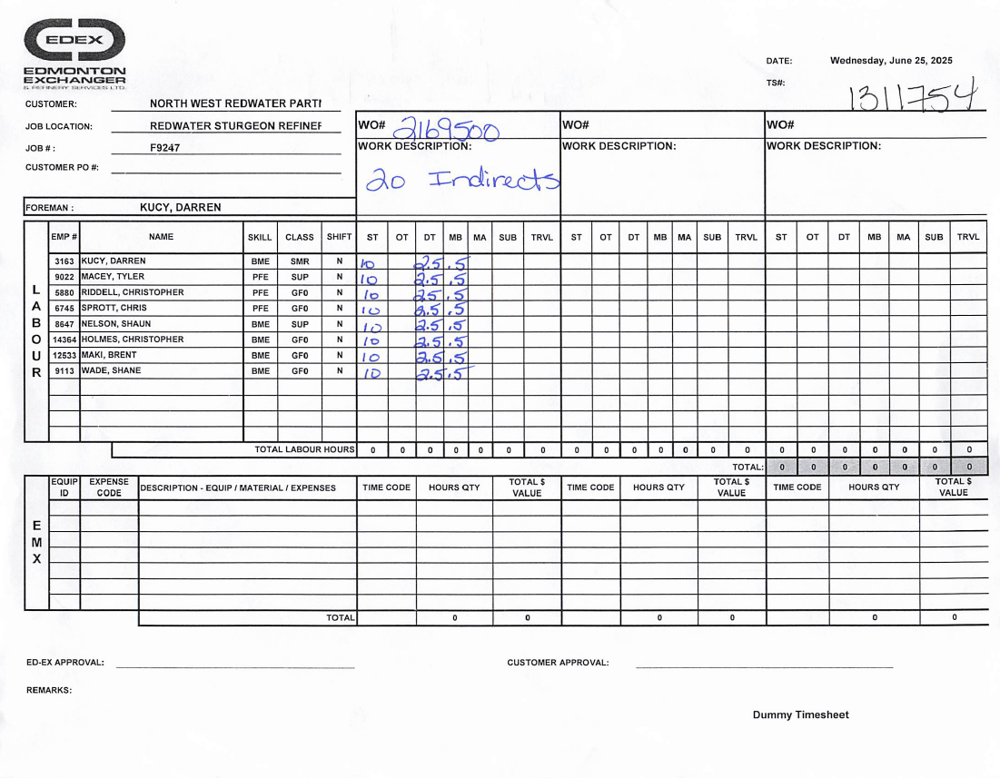 EDEX
EDMONTON
EXCHANGER
& REFINERY SERVICES LTD.
DATE: Wednesday, June 25, 2025
TS#: 1311754
CUSTOMER: NORTH WEST REDWATER PARTI
JOB LOCATION: REDWATER STURGEON REFINEF
JOB # : F9247
CUSTOMER PO #:
FOREMAN : KUCY, DARREN
WO# 2169500 WO# WO#
WORK DESCRIPTION: WORK DESCRIPTION: WORK DESCRIPTION:
20 Indirects
LABOUR
EMP # NAME SKILL CLASS SHIFT ST OT DT MB MA SUB TRVL ST OT DT MB MA SUB TRVL ST OT DT MB MA SUB TRVL
3163 KUCY, DARREN BME SMR N 10 2.5 .5
9022 MACEY, TYLER PFE SUP N 10 2.5 .5
5880 RIDDELL, CHRISTOPHER PFE GF0 N 10 2.5 .5
6745 SPROTT, CHRIS PFE GF0 N 10 2.5 .5
8647 NELSON, SHAUN BME SUP N 10 2.5 .5
14364 HOLMES, CHRISTOPHER BME GF0 N 10 2.5 .5
12533 MAKI, BRENT BME GF0 N 10 2.5 .5
9113 WADE, SHANE BME GF0 N 10 2.5 .5
TOTAL LABOUR HOURS 0 0 0 0 0 0 0 0 0 0 0 0 0 0 0 0 0 0 0 0 0
TOTAL: 0 0 0 0 0 0 0
EMX
EQUIP ID EXPENSE CODE DESCRIPTION - EQUIP / MATERIAL / EXPENSES TIME CODE HOURS QTY TOTAL $ VALUE TIME CODE HOURS QTY TOTAL $ VALUE TIME CODE HOURS QTY TOTAL $ VALUE
TOTAL 0 0 0 0 0 0
ED-EX APPROVAL: CUSTOMER APPROVAL:
REMARKS:
Dummy Timesheet